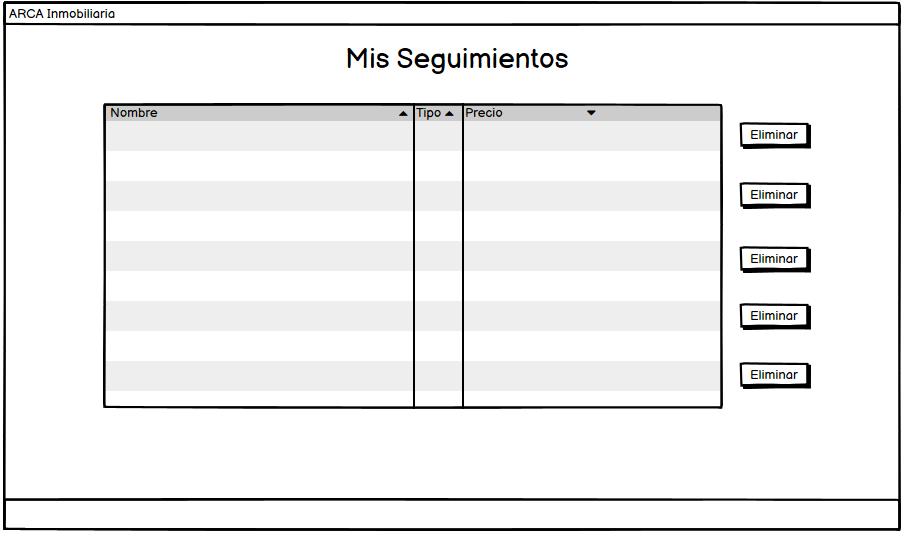 ARCA Inmobiliaria
Mis Seguimientos
Nombre Tipo Precio
Eliminar
Eliminar
Eliminar
Eliminar
Eliminar